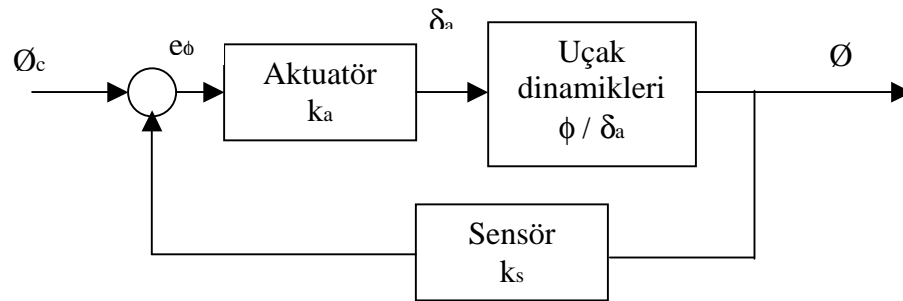 Øc
eϕ
Aktuatör
ka
δa
Uçak
dinamikleri
ϕ / δa
Ø
Sensör
ks